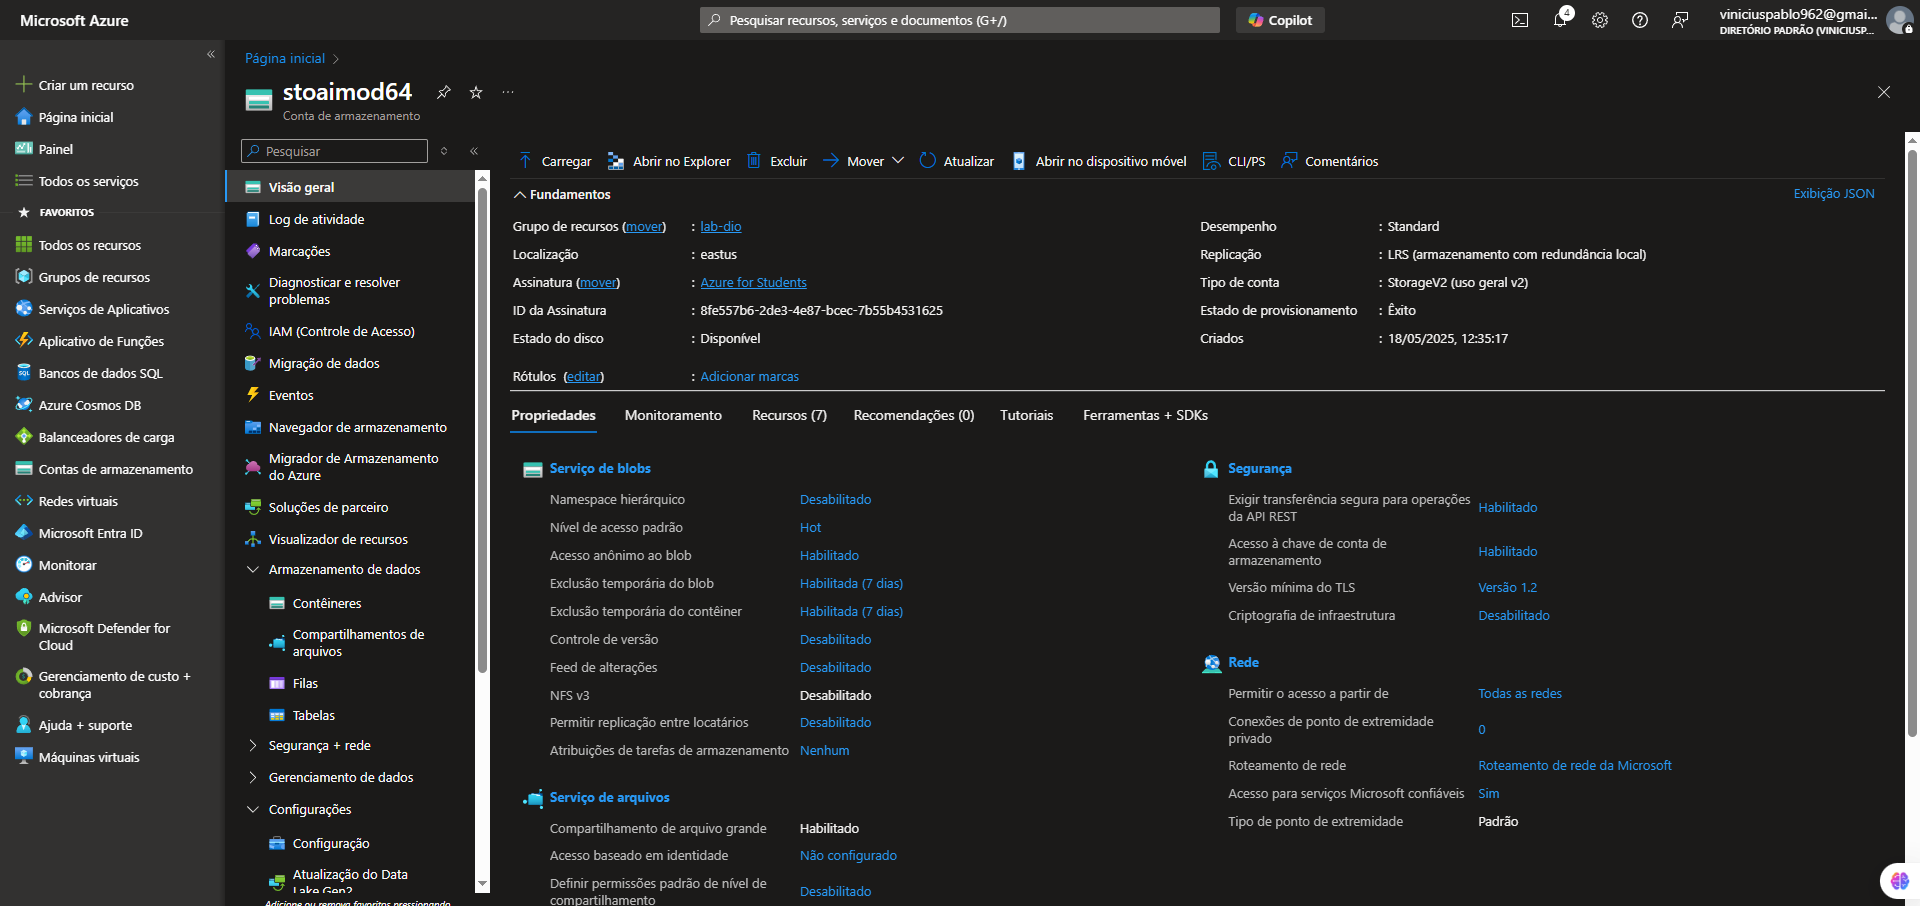 Microsoft Azure
Pesquisar recursos, serviços e documentos (G+/)
Copilot
4
viniciuspablo962@gmai...
DIRETÓRIO PADRÃO (VINICIUSP...
Criar um recurso
Página inicial
Painel
Todos os serviços
FAVORITOS
Todos os recursos
Grupos de recursos
Serviços de Aplicativos
Aplicativo de Funções
Bancos de dados SQL
Azure Cosmos DB
Balanceadores de carga
Contas de armazenamento
Redes virtuais
Microsoft Entra ID
Monitorar
Advisor
Microsoft Defender for
Cloud
Gerenciamento de custo +
cobrança
Ajuda + suporte
Máquinas virtuais
Página inicial
stoaimod64
Conta de armazenamento
Pesquisar
Visão geral
Log de atividade
Marcações
Diagnosticar e resolver
problemas
IAM (Controle de Acesso)
Migração de dados
Eventos
Navegador de armazenamento
Migrador de Armazenamento
do Azure
Soluções de parceiro
Visualizador de recursos
Armazenamento de dados
Contêineres
Compartilhamentos de
arquivos
Filas
Tabelas
Segurança + rede
Gerenciamento de dados
Configurações
Configuração
Atualização do Data
Lake Gen2
Adicione ou remova favoritos pressionando
Carregar
Abrir no Explorer
Excluir
Mover
Atualizar
Abrir no dispositivo móvel
CLI/PS
Comentários
Fundamentos
Exibição JSON
Grupo de recursos (mover) : lab-dio
Localização : eastus
Assinatura (mover) : Azure for Students
ID da Assinatura : 8fe557b6-2de3-4e87-bcec-7b55b4531625
Estado do disco : Disponível
Rótulos (editar) : Adicionar marcas
Desempenho : Standard
Replicação : LRS (armazenamento com redundância local)
Tipo de conta : StorageV2 (uso geral v2)
Estado de provisionamento : Êxito
Criados : 18/05/2025, 12:35:17
Propriedades
Monitoramento
Recursos (7)
Recomendações (0)
Tutoriais
Ferramentas + SDKs
Serviço de blobs
Namespace hierárquico Desabilitado
Nível de acesso padrão Hot
Acesso anônimo ao blob Habilitado
Exclusão temporária do blob Habilitada (7 dias)
Exclusão temporária do contêiner Habilitada (7 dias)
Controle de versão Desabilitado
Feed de alterações Desabilitado
NFS v3 Desabilitado
Permitir replicação entre locatários Desabilitado
Atribuições de tarefas de armazenamento Nenhum
Serviço de arquivos
Compartilhamento de arquivo grande Habilitado
Acesso baseado em identidade Não configurado
Definir permissões padrão de nível de
compartilhamento Desabilitado
Segurança
Exigir transferência segura para operações
da API REST Habilitado
Acesso à chave de conta de
armazenamento Habilitado
Versão mínima do TLS Versão 1.2
Criptografia de infraestrutura Desabilitado
Rede
Permitir o acesso a partir de Todas as redes
Conexões de ponto de extremidade
privado 0
Roteamento de rede Roteamento de rede da Microsoft
Acesso para serviços Microsoft confiáveis Sim
Tipo de ponto de extremidade Padrão